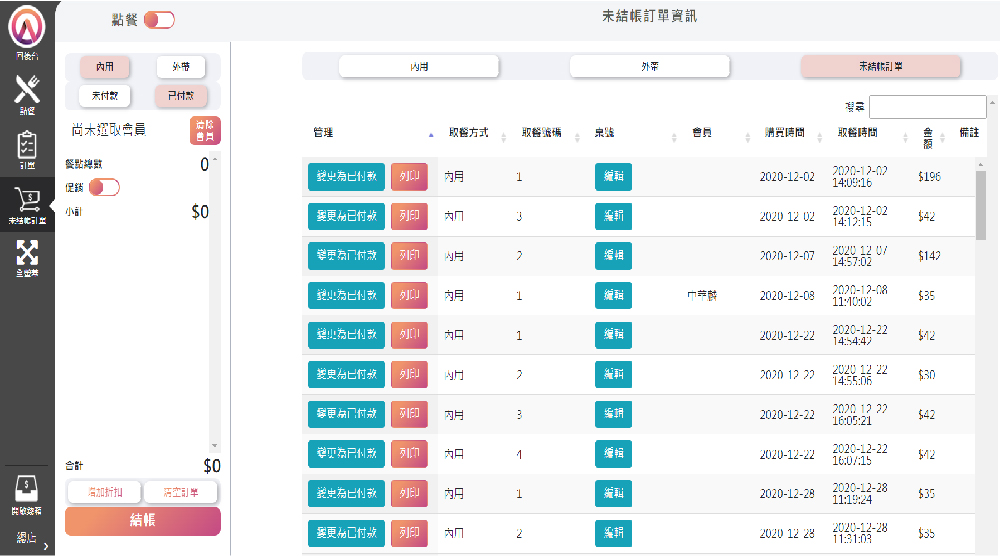 點餐
未結帳訂單資訊
回後台
點餐
訂單
未結帳訂單
全螢幕
開啟錢箱
總店
內用
外帶
未付款
已付款
尚未選取會員
清除會員
餐點總數
0
促銷
小計
$0
合計
$0
增加折扣
清空訂單
結帳
內用
外帶
未結帳訂單
搜尋
管理 取餐方式 取餐號碼 桌號 會員 購買時間 取餐時間 金額 備註
變更為已付款 列印 內用 1 編輯 2020-12-02 2020-12-02 14:09:16 $196
變更為已付款 列印 內用 3 編輯 2020-12-02 2020-12-02 14:12:15 $42
變更為已付款 列印 內用 2 編輯 2020-12-07 2020-12-07 14:57:02 $142
變更為已付款 列印 內用 1 編輯 2020-12-08 2020-12-08 11:40:02 $35
變更為已付款 列印 內用 1 編輯 2020-12-22 2020-12-22 14:54:42 $42
變更為已付款 列印 內用 2 編輯 2020-12-22 2020-12-22 14:55:06 $30
變更為已付款 列印 內用 3 編輯 2020-12-22 2020-12-22 16:05:21 $42
變更為已付款 列印 內用 4 編輯 2020-12-22 2020-12-22 16:07:15 $42
變更為已付款 列印 內用 1 編輯 2020-12-28 2020-12-28 11:19:24 $35
變更為已付款 列印 內用 2 編輯 2020-12-28 2020-12-28 11:31:03 $35